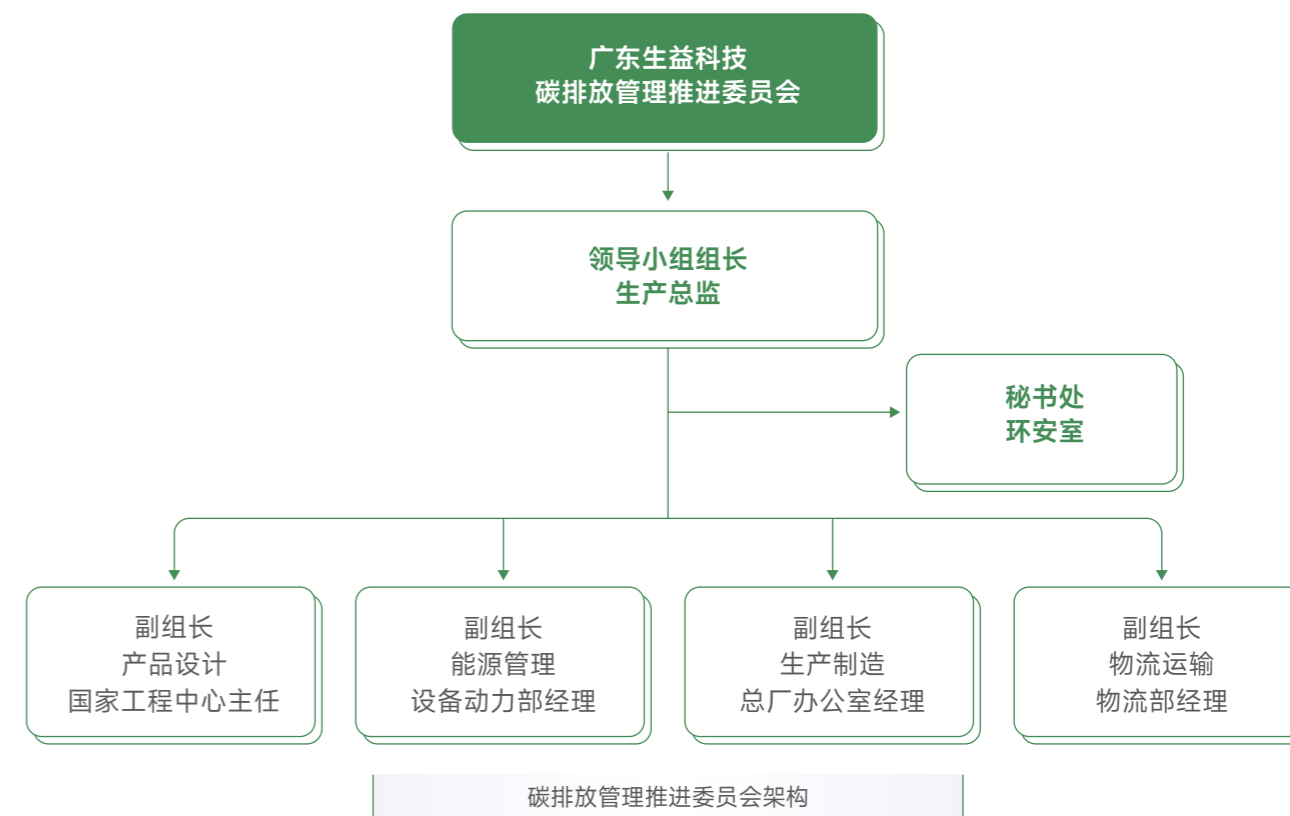 广东生益科技
碳排放管理推进委员会
领导小组组长
生产总监
秘书处
环安室
副组长
产品设计
国家工程中心主任
副组长
能源管理
设备动力部经理
副组长
生产制造
总厂办公室经理
副组长
物流运输
物流部经理
碳排放管理推进委员会架构